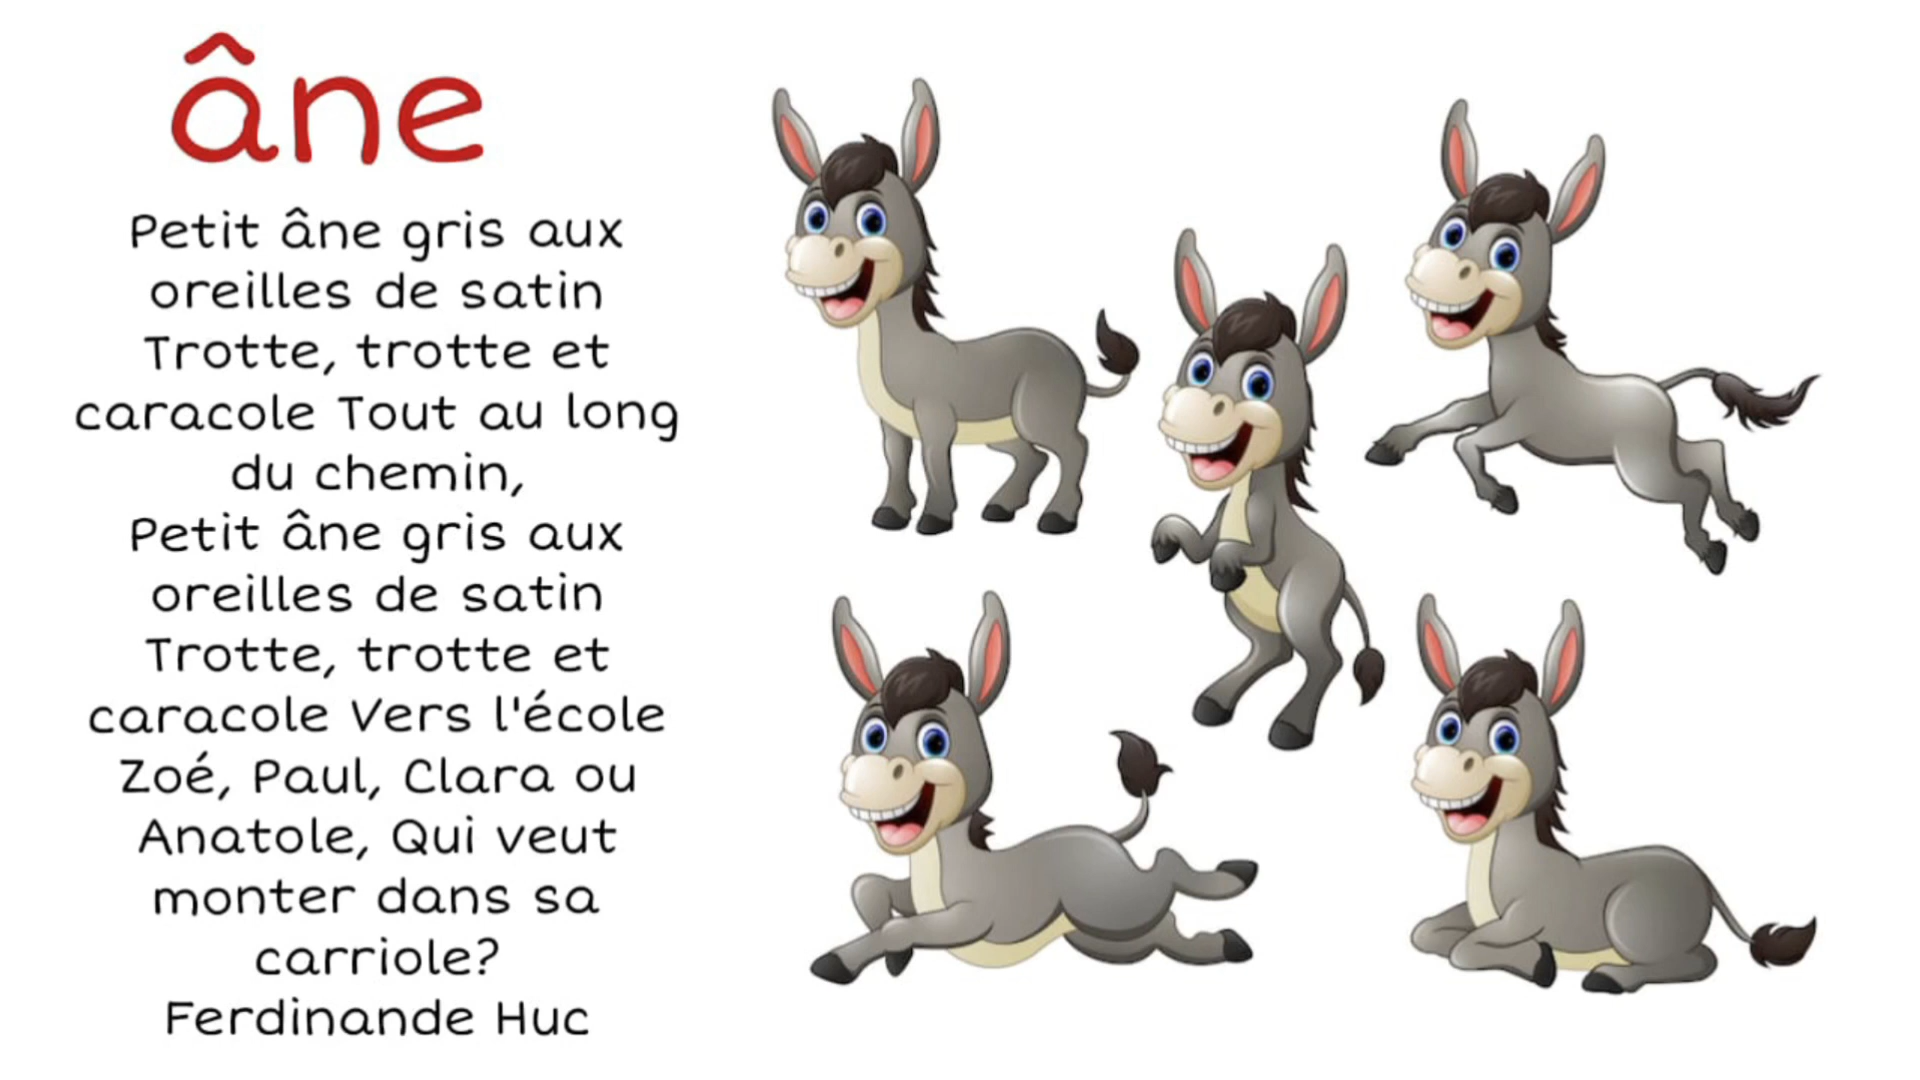 âne
Petit âne gris aux
oreilles de satin
Trotte, trotte et
caracole Tout au long
du chemin,
Petit âne gris aux
oreilles de satin
Trotte, trotte et
caracole Vers l'école
Zoé, Paul, Clara ou
Anatole, Qui veut
monter dans sa
carriole?
Ferdinande Huc